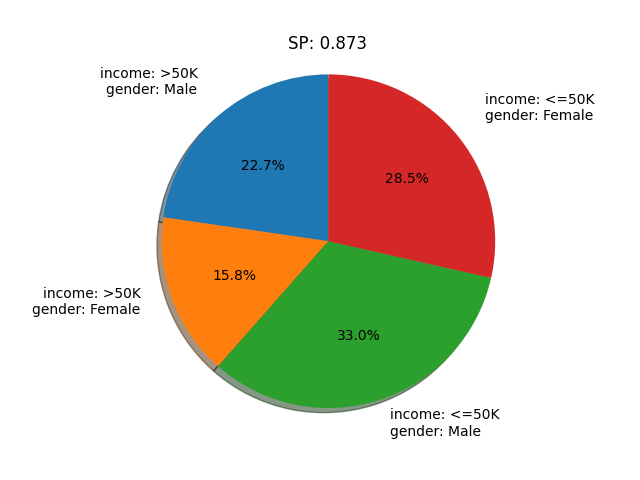 SP: 0.873
income: >50K
gender: Male
22.7%
income: <=50K
gender: Female
28.5%
income: >50K
gender: Female
15.8%
33.0%
income: <=50K
gender: Male